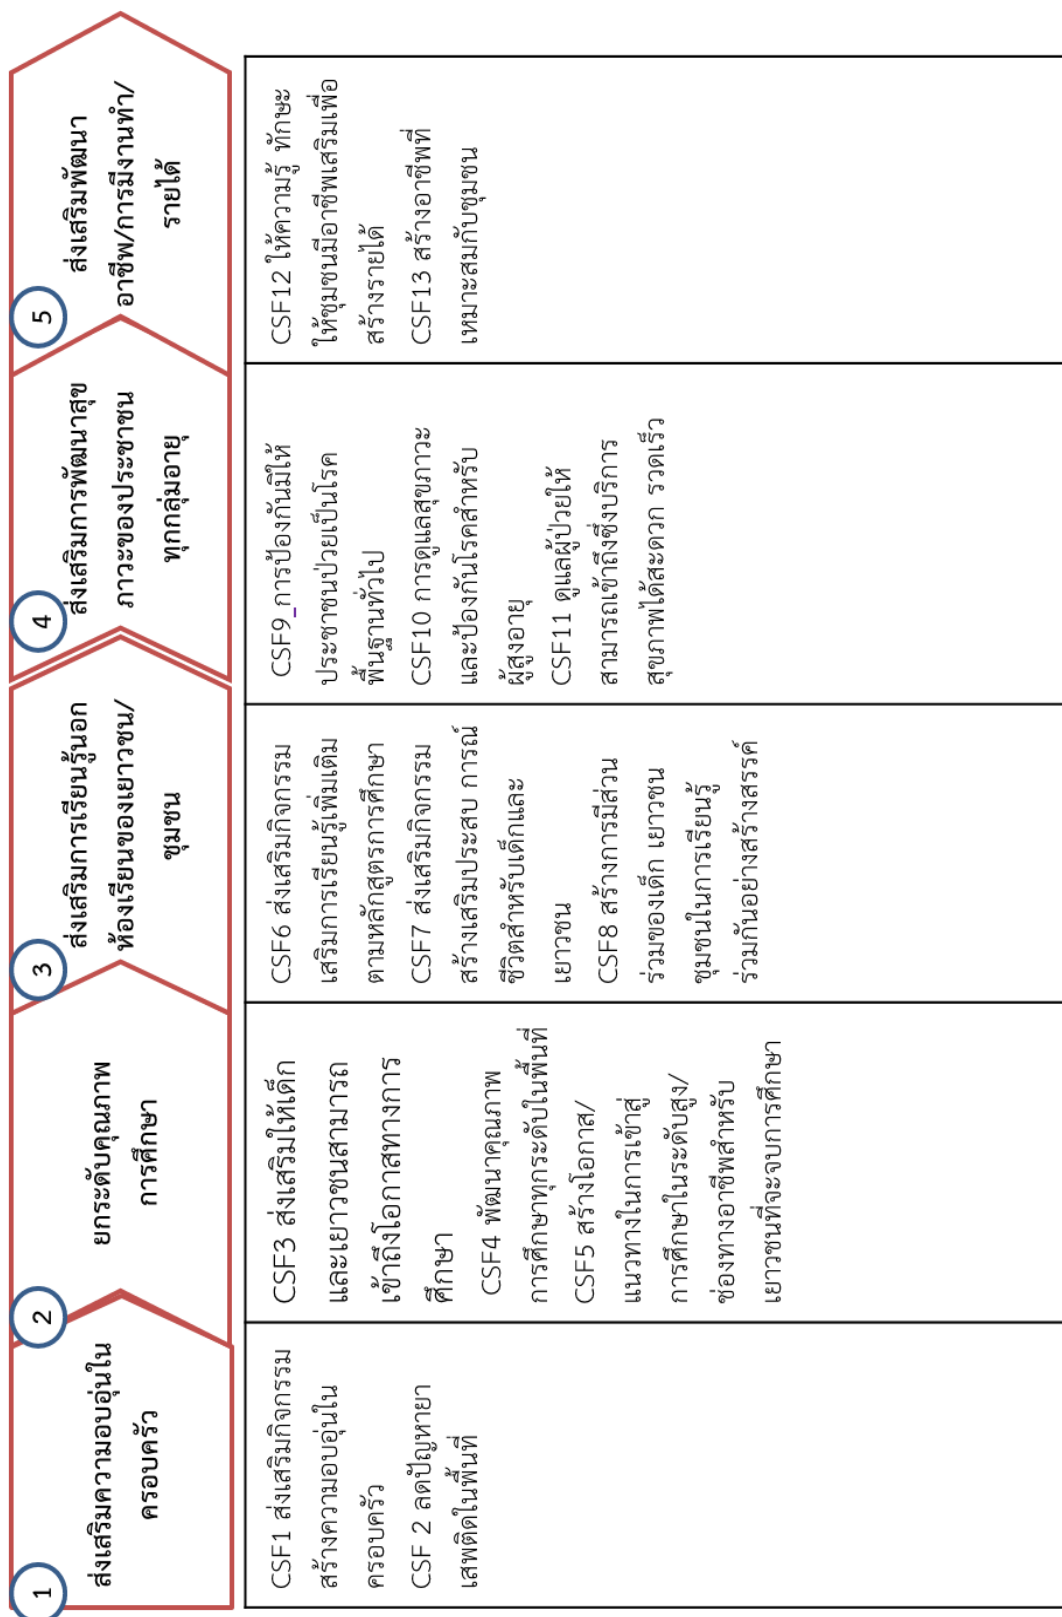 1
ส่งเสริมความอบอุ่นใน
ครอบครัว
2
ยกระดับคุณภาพ
การศึกษา
3
ส่งเสริมการเรียนรู้นอก
ห้องเรียนของเยาวชน/
ชุมชน
4
ส่งเสริมการพัฒนาสุข
ภาวะของประชาชน
ทุกกลุ่มอายุ
5
ส่งเสริมพัฒนา
อาชีพ/การมีงานทำ/
รายได้
CSF1 ส่งเสริมกิจกรรม
สร้างความอบอุ่นใน
ครอบครัว
CSF 2 ลดปัญหายา
เสพติดในพื้นที่
CSF3 ส่งเสริมให้เด็ก
และเยาวชนสามารถ
เข้าถึงโอกาสทางการ
ศึกษา
CSF4 พัฒนาคุณภาพ
การศึกษาทุกระดับในพื้นที่
CSF5 สร้างโอกาส/
แนวทางในการเข้าสู่
การศึกษาในระดับสูง/
ช่องทางอาชีพสำหรับ
เยาวชนที่จะจบการศึกษา
CSF6 ส่งเสริมกิจกรรม
เสริมการเรียนรู้เพิ่มเติม
ตามหลักสูตรการศึกษา
CSF7 ส่งเสริมกิจกรรม
สร้างเสริมประสบ การณ์
ชีวิตสำหรับเด็กและ
เยาวชน
CSF8 สร้างการมีส่วน
ร่วมของเด็ก เยาวชน
ชุมชนในการเรียนรู้
ร่วมกันอย่างสร้างสรรค์
CSF9_การป้องกันมิให้
ประชาชนป่วยเป็นโรค
พื้นฐานทั่วไป
CSF10 การดูแลสุขภาวะ
และป้องกันโรคสำหรับ
ผู้สูงอายุ
CSF11 ดูแลผู้ป่วยให้
สามารถเข้าถึงซึ่งบริการ
สุขภาพได้สะดวก รวดเร็ว
CSF12 ให้ความรู้ ทักษะ
ให้ชุมชนมีอาชีพเสริมเพื่อ
สร้างรายได้
CSF13 สร้างอาชีพที่
เหมาะสมกับชุมชน